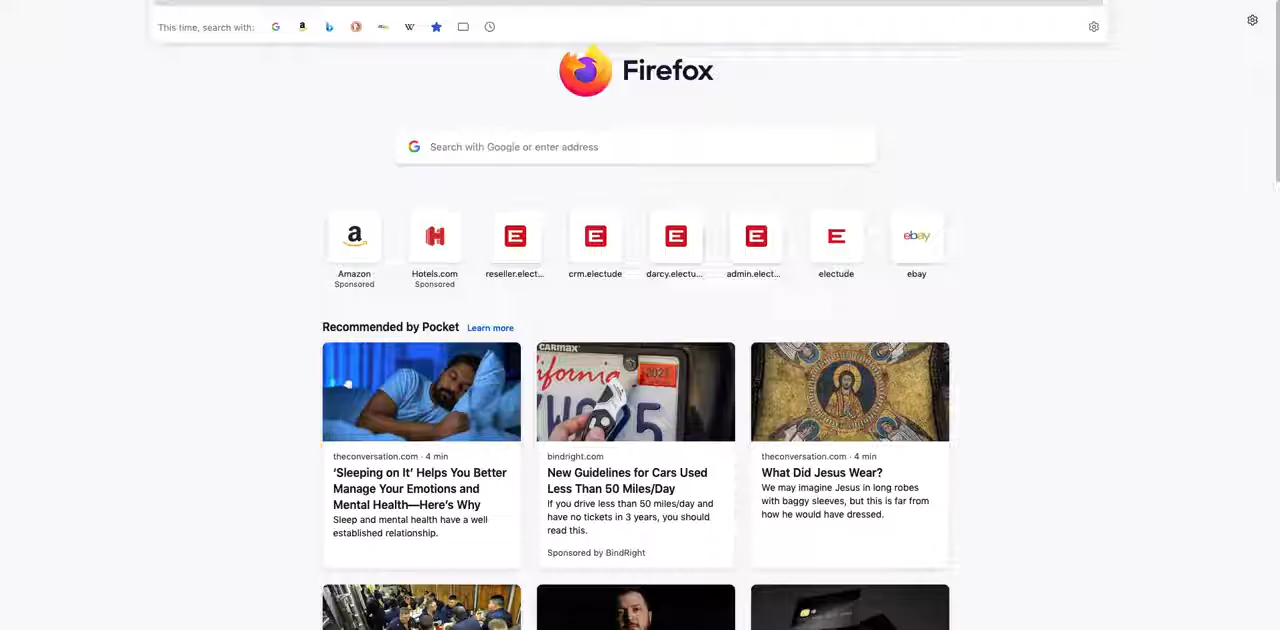 This time, search with:
Firefox
Search with Google or enter address
Amazon
Sponsored
Hotels.com
Sponsored
reseller.elect...
crm.electude
darcy.electu...
admin.elect...
electude
ebay
ebay
Recommended by Pocket Learn more
CARMAX
ifornia
2021
theconversation.com · 4 min
‘Sleeping on It’ Helps You Better
Manage Your Emotions and
Mental Health—Here’s Why
Sleep and mental health have a well
established relationship.
bindright.com
New Guidelines for Cars Used
Less Than 50 Miles/Day
If you drive less than 50 miles/day and
have no tickets in 3 years, you should
read this.
Sponsored by BindRight
theconversation.com · 4 min
What Did Jesus Wear?
We may imagine Jesus in long robes
with baggy sleeves, but this is far from
how he would have dressed.